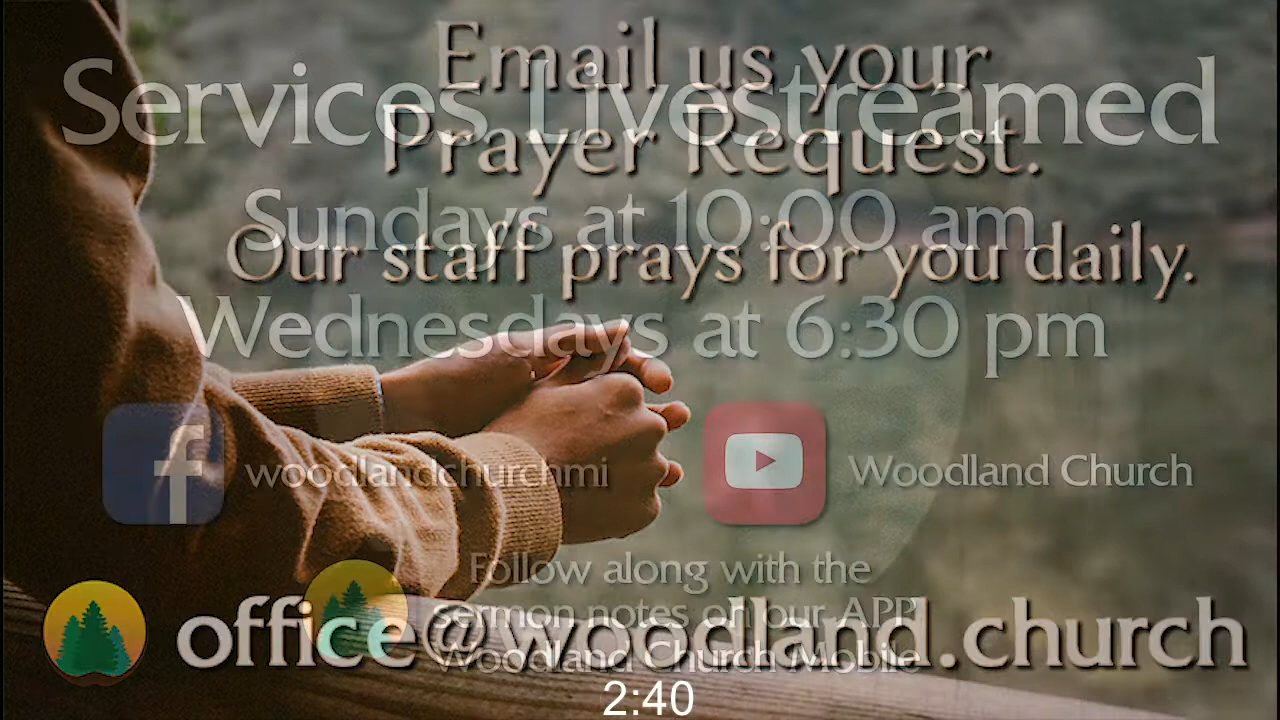 Email us your
Services Livestreamed
Prayer Request.
Sundays at 10:00 am
Our staff prays for you daily.
Wednesdays at 6:30 pm
f woodlandchurchmi
Woodland Church
Follow along with the
sermon notes on our APP
office@woodland.church
Woodland Church Mobile
2:40